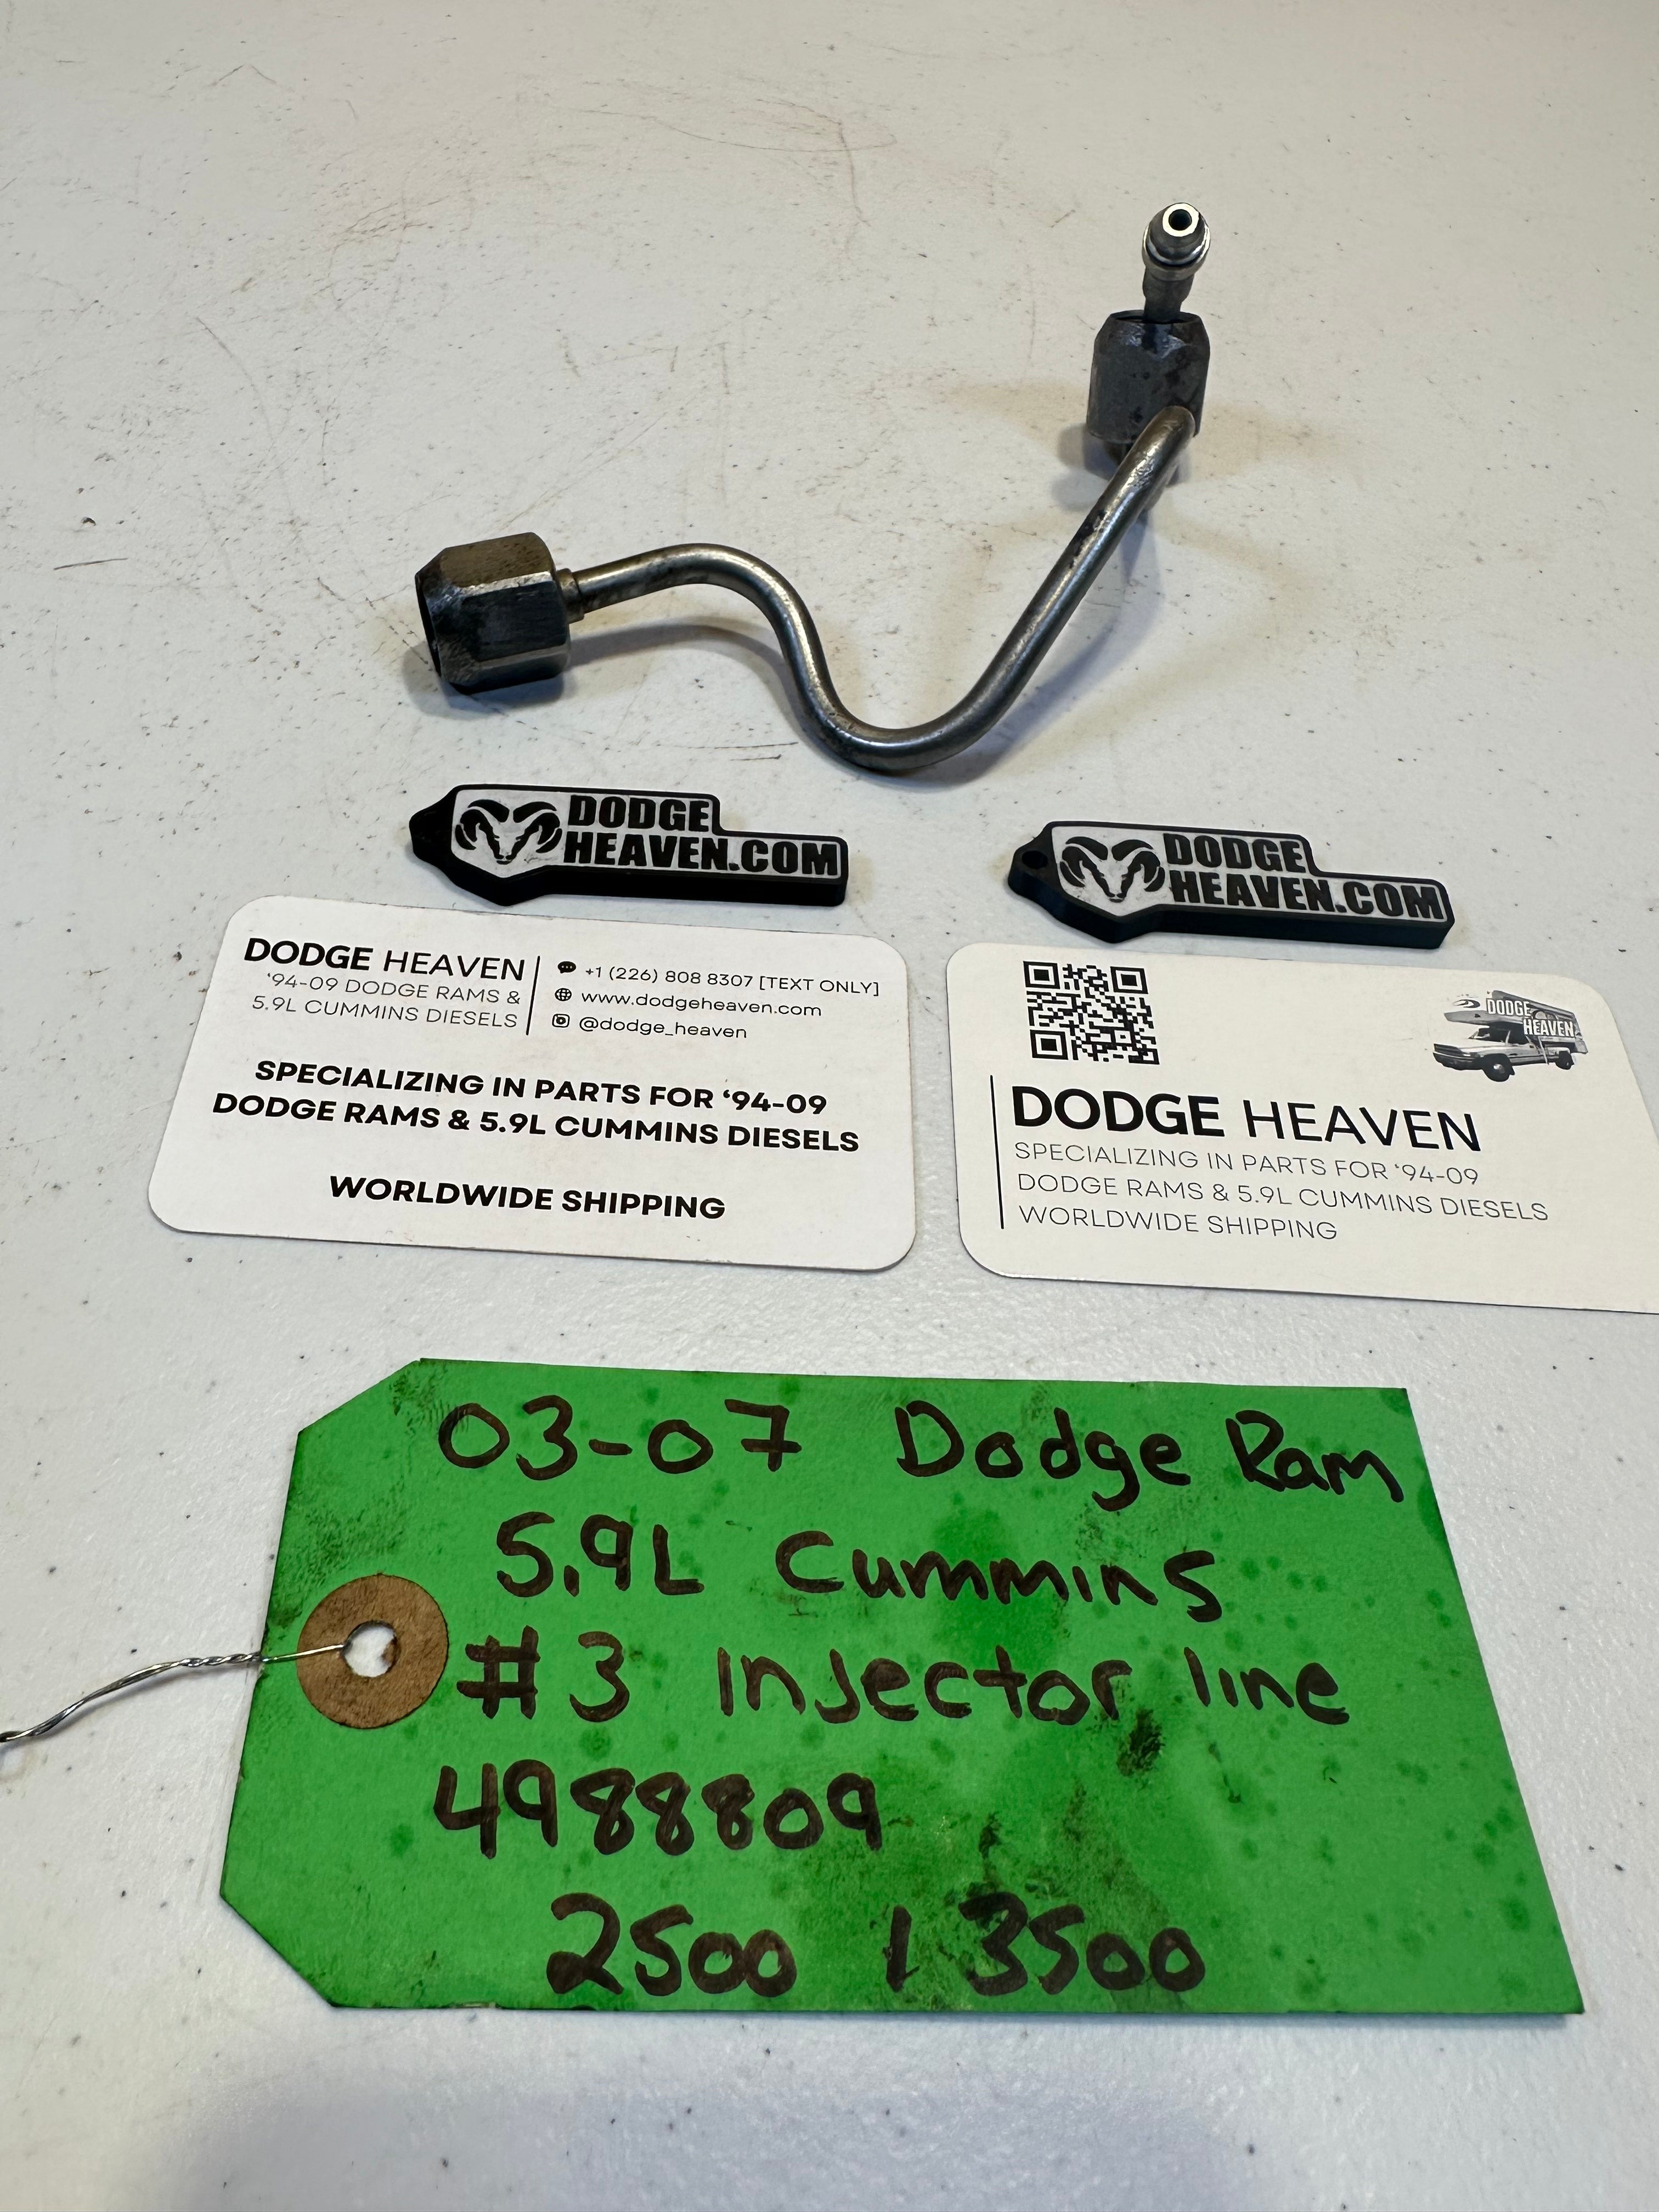 DODGE
HEAVEN.COM
DODGE
HEAVEN.COM
DODGE HEAVEN
‘94-09 DODGE RAMS &
5.9L CUMMINS DIESELS
+1 (226) 808 8307 [TEXT ONLY]
www.dodgeheaven.com
@dodge_heaven
SPECIALIZING IN PARTS FOR ‘94-09
DODGE RAMS & 5.9L CUMMINS DIESELS
WORLDWIDE SHIPPING
DODGE
HEAVEN
DODGE HEAVEN
SPECIALIZING IN PARTS FOR ‘94-09
DODGE RAMS & 5.9L CUMMINS DIESELS
WORLDWIDE SHIPPING
03-07 Dodge Ram
5.9L Cummins
#3 Injector line
4988809
2500 / 3500